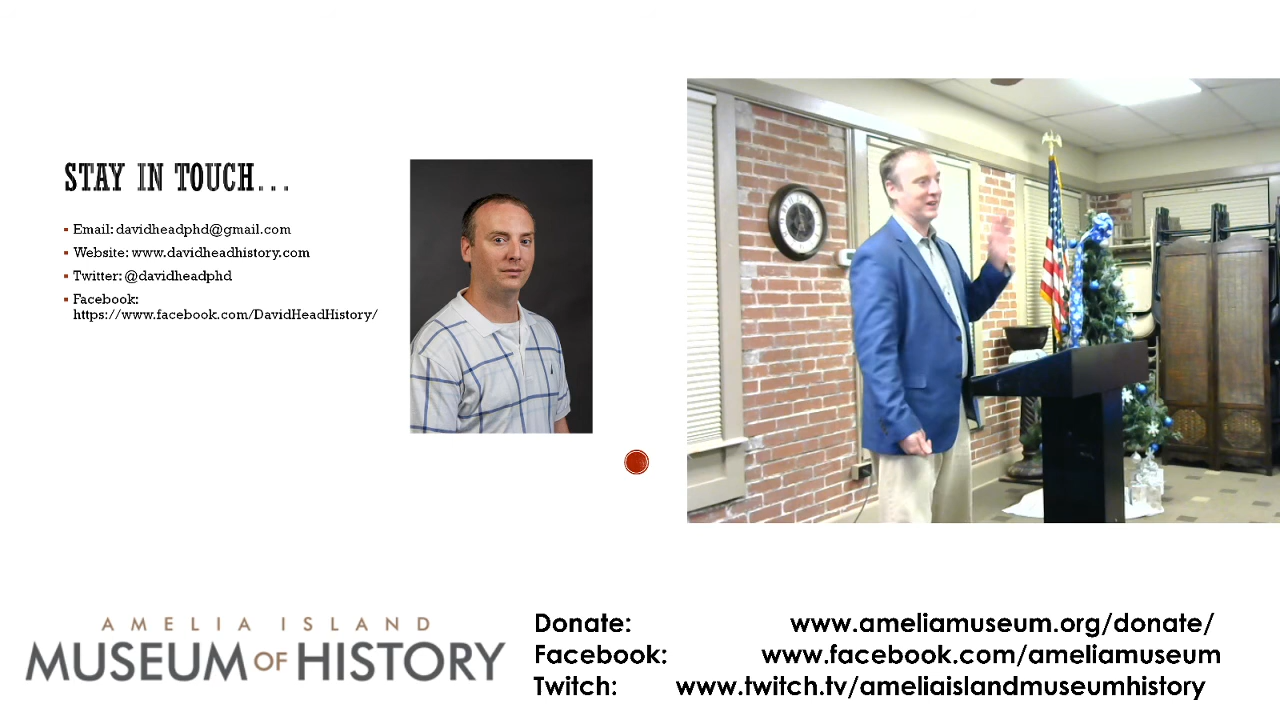 STAY IN TOUCH...
Email: davidheadphd@gmail.com
Website: www.davidheadhistory.com
Twitter: @davidheadphd
Facebook:
https://www.facebook.com/DavidHeadHistory/
AMELIA ISLAND
MUSEUM OF HISTORY
Donate: www.ameliamuseum.org/donate/
Facebook: www.facebook.com/ameliamuseum
Twitch: www.twitch.tv/ameliaislandmuseumhistory